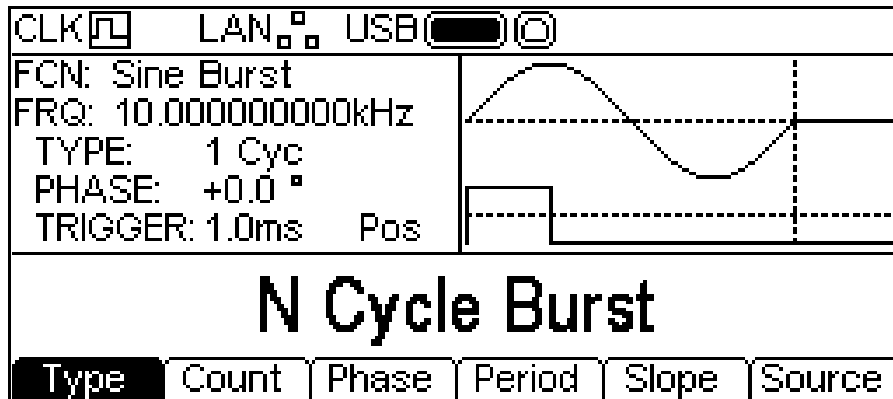 CLK LAN USB
FCN: Sine Burst
FRQ: 10.000000000kHz
TYPE: 1 Cyc
PHASE: +0.0 °
TRIGGER: 1.0ms Pos
N Cycle Burst
Type Count Phase Period Slope Source